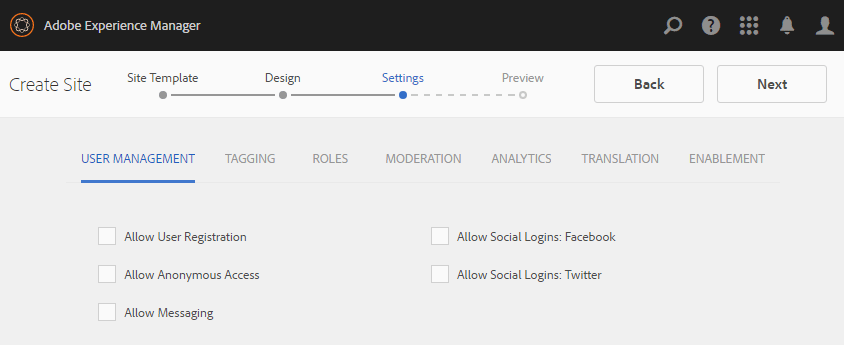 Adobe Experience Manager
?
Create Site
Site Template
Design
Settings
Preview
Back
Next
USER MANAGEMENT
TAGGING
ROLES
MODERATION
ANALYTICS
TRANSLATION
ENABLEMENT
Allow User Registration
Allow Social Logins: Facebook
Allow Anonymous Access
Allow Social Logins: Twitter
Allow Messaging